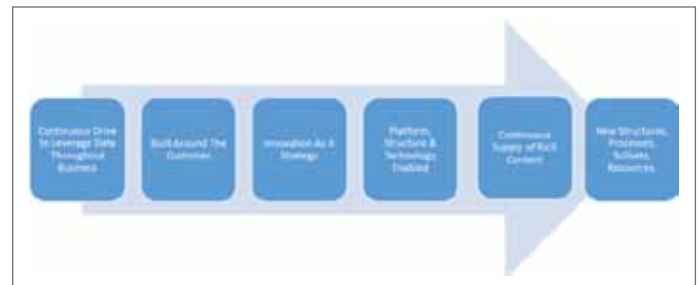 Continuous Drive
to Leverage Data
Throughout
Business
Built Around The
Customer
Innovation As A
Strategy
Platform,
Structure &
Technology
Enabled
Continuous
Supply of Rich
Content
New Structures,
Processes,
Skillsets,
Resources.